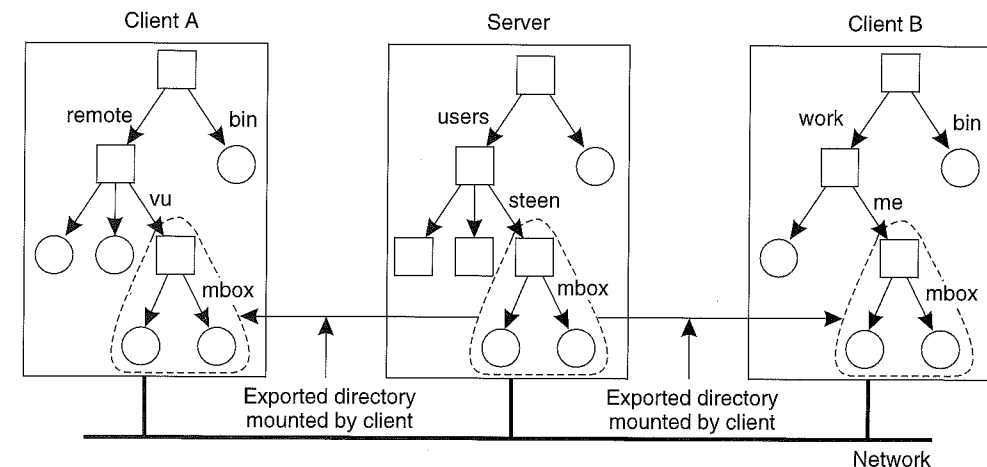 Client A
Server
Client B
remote
bin
users
work
bin
vu
steen
me
mbox
mbox
mbox
Exported directory
mounted by client
Exported directory
mounted by client
Network